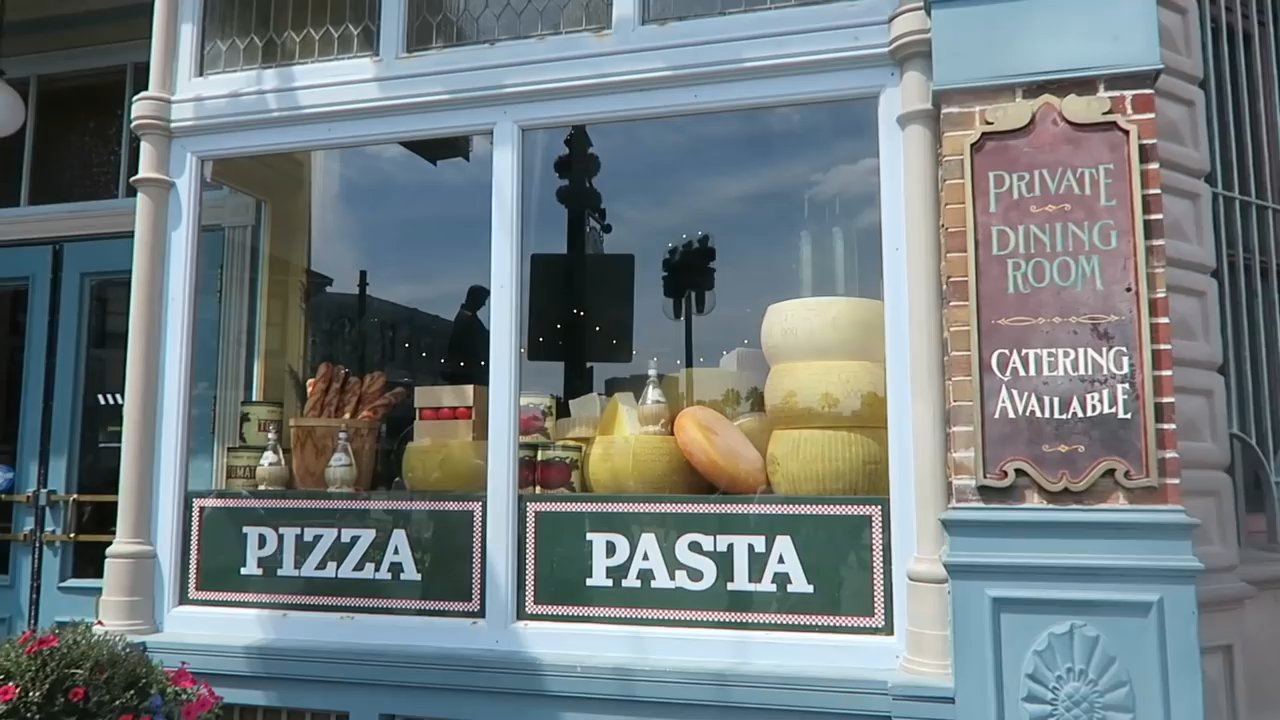 PIZZA
PASTA
PRIVATE
DINING
ROOM
CATERING
AVAILABLE